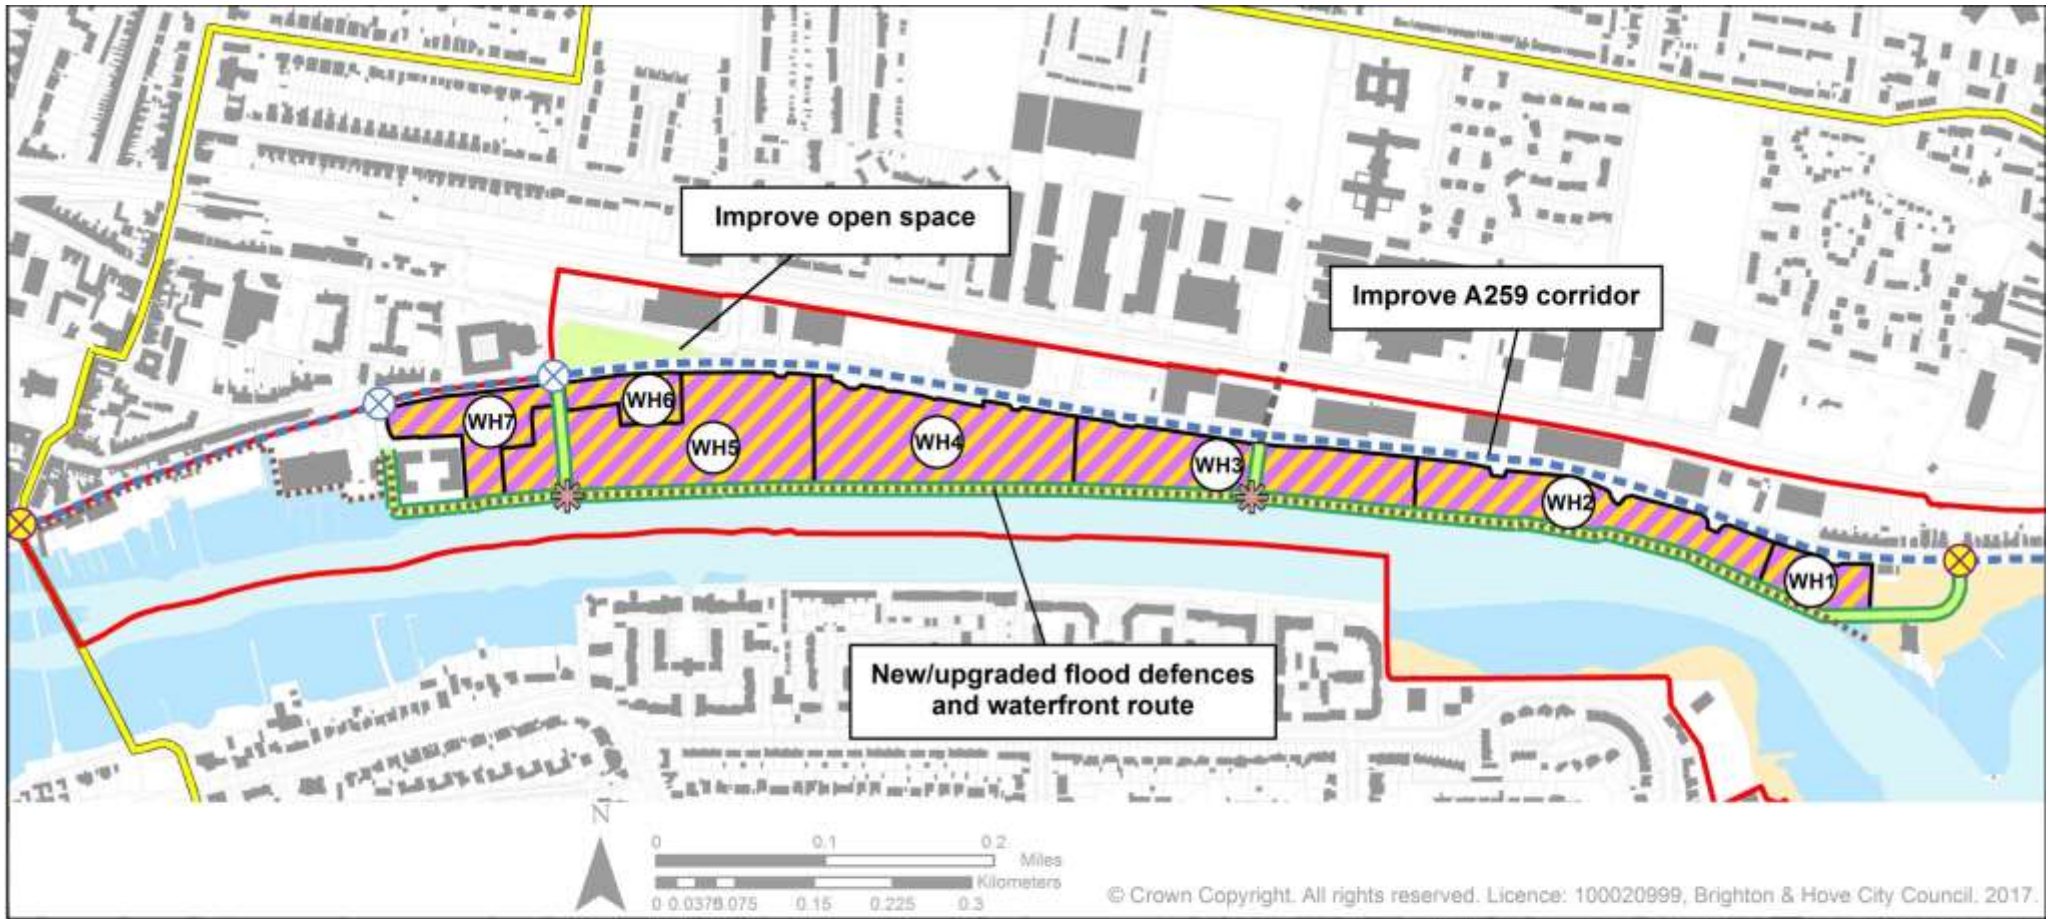 Improve open space
Improve A259 corridor
WH6
WH7
WH5
WH4
WH3
WH2
WH1
New/upgraded flood defences
and waterfront route
N
0 0.1 0.2
Miles
Kilometers
0 0.0375 0.075 0.15 0.225 0.3
© Crown Copyright. All rights reserved. Licence: 100020999, Brighton & Hove City Council. 2017.